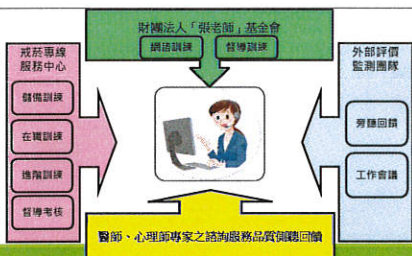 財團法人「張老師」基金會
網諮訓練
督導訓練
戒菸專線
服務中心
儲備訓練
在職訓練
進階訓練
督導考核
外部評價
監測團隊
旁聽回饋
工作會議
醫師、心理師專家之諮詢服務品質側聽回饋